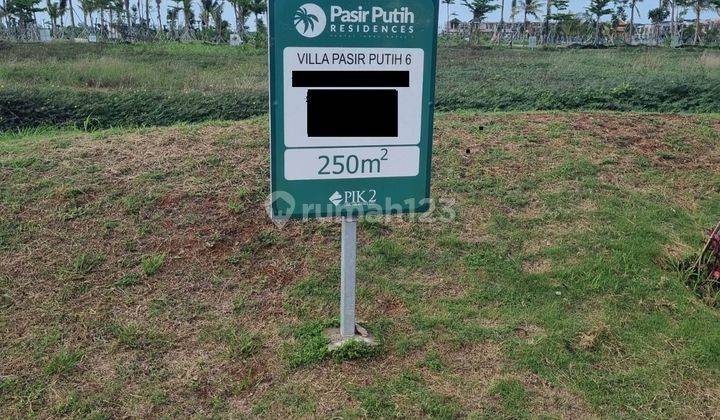 Pasir Putih
RESIDENCES
VILLA PASIR PUTIH 6
250m²
PIK 2
rumah123